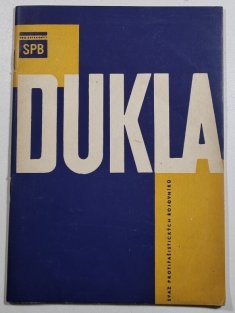 SPB
DUKLA
SVAZ PROTIFAŠISTICKÝCH BOJOVNÍKŮ